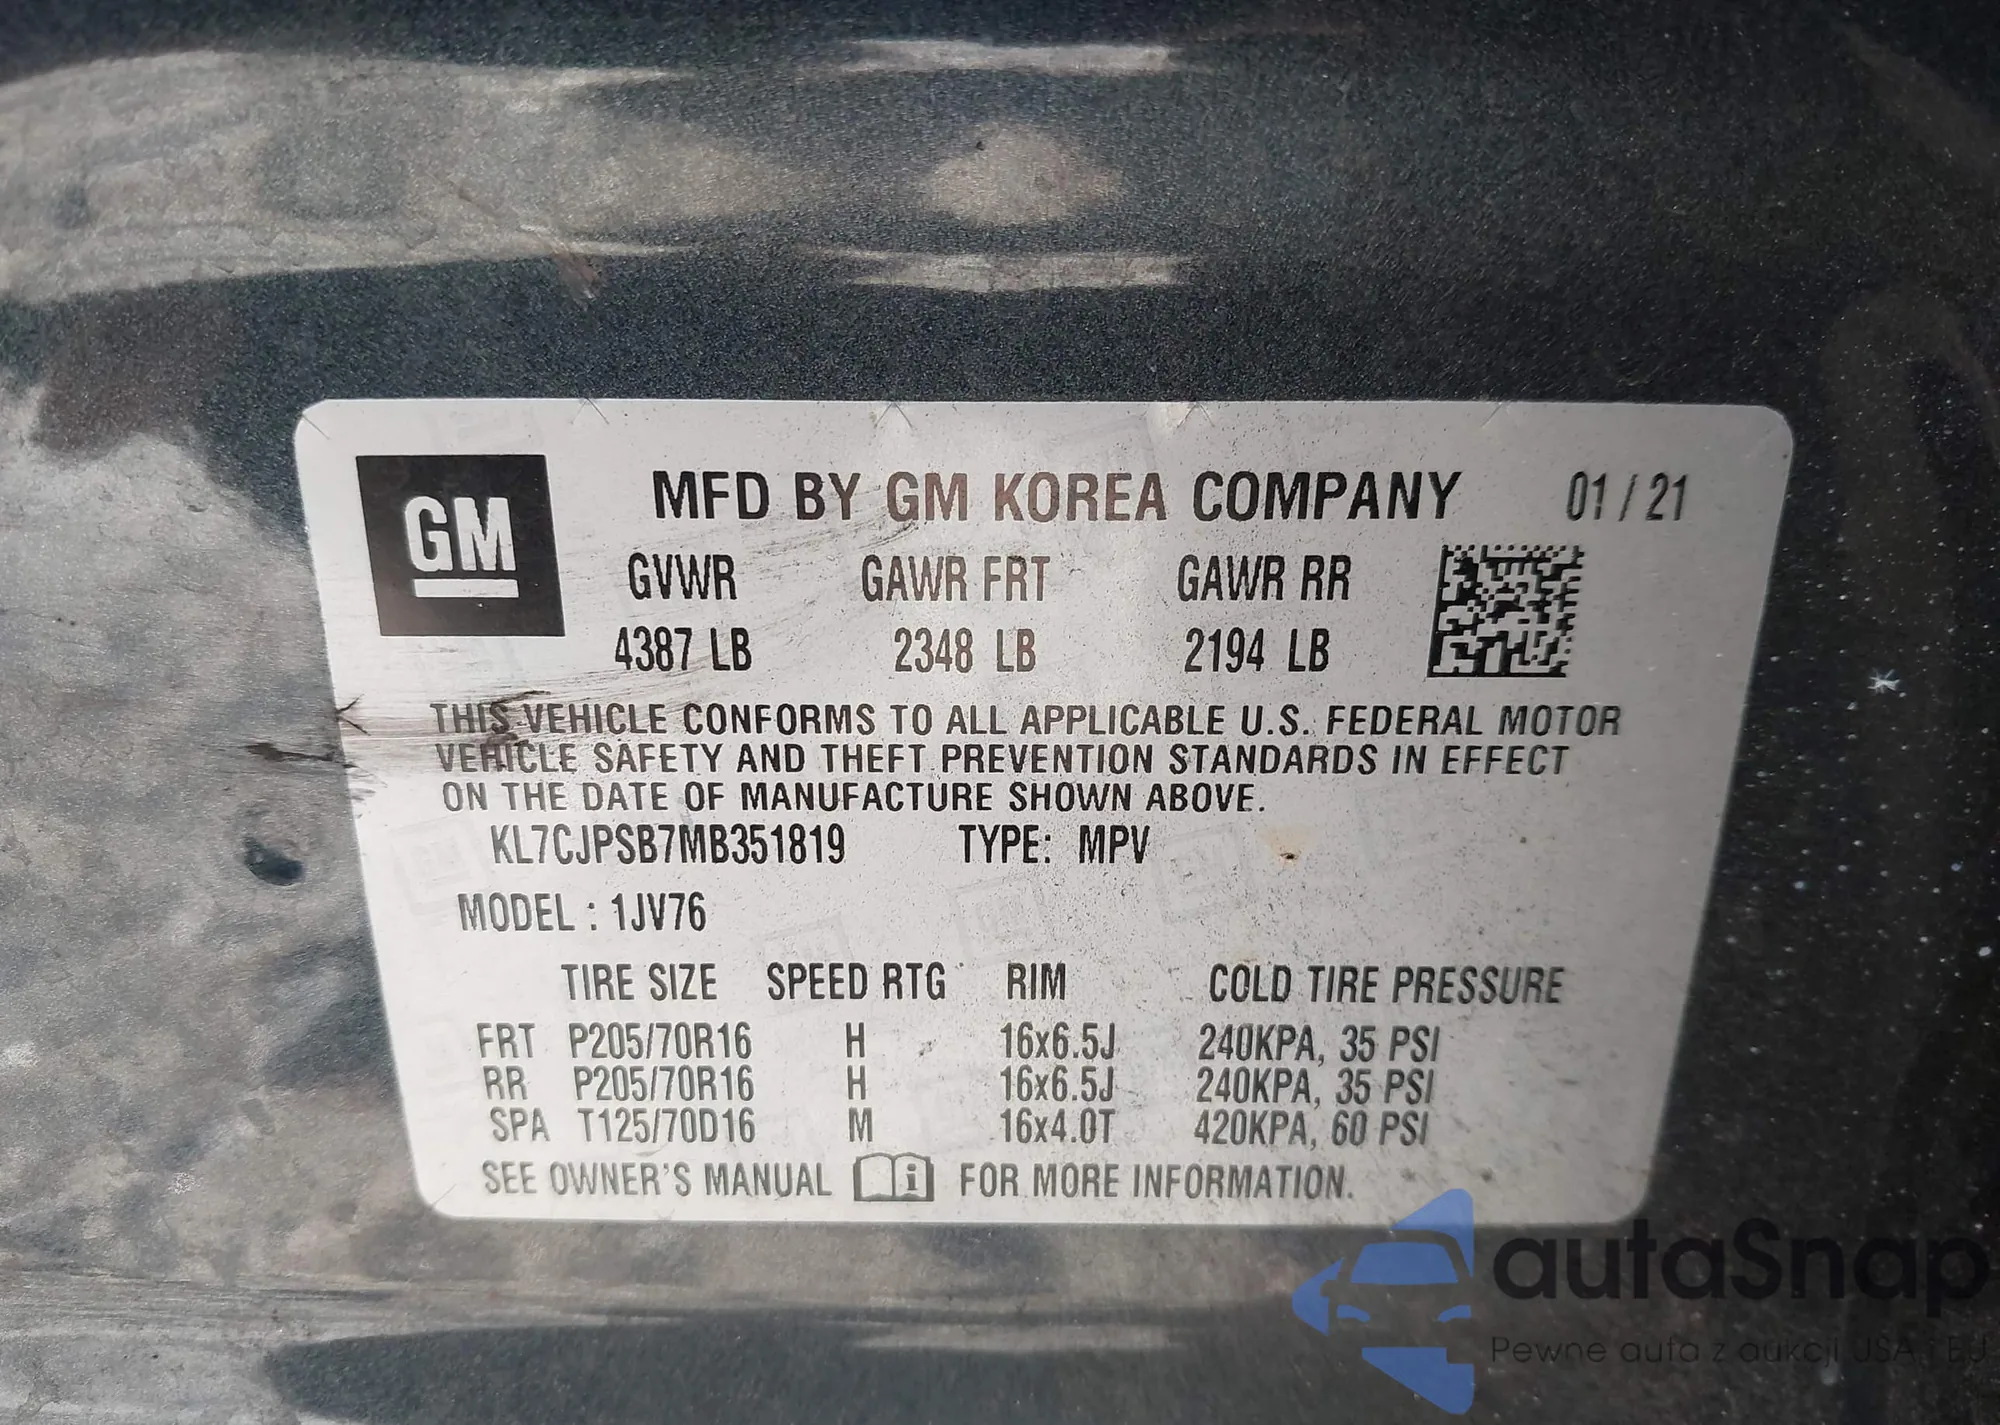 GM
MFD BY GM KOREA COMPANY 01 / 21
GVWR GAWR FRT GAWR RR
4387 LB 2348 LB 2194 LB
THIS VEHICLE CONFORMS TO ALL APPLICABLE U.S. FEDERAL MOTOR
VEHICLE SAFETY AND THEFT PREVENTION STANDARDS IN EFFECT
ON THE DATE OF MANUFACTURE SHOWN ABOVE.
KL7CJPSB7MB351819 TYPE: MPV
MODEL : 1JV76
TIRE SIZE SPEED RTG RIM COLD TIRE PRESSURE
FRT P205/70R16 H 16x6.5J 240KPA, 35 PSI
RR P205/70R16 H 16x6.5J 240KPA, 35 PSI
SPA T125/70D16 M 16x4.0T 420KPA, 60 PSI
SEE OWNER'S MANUAL FOR MORE INFORMATION.
autaSnap
Pewne auta z aukcji USA i EU